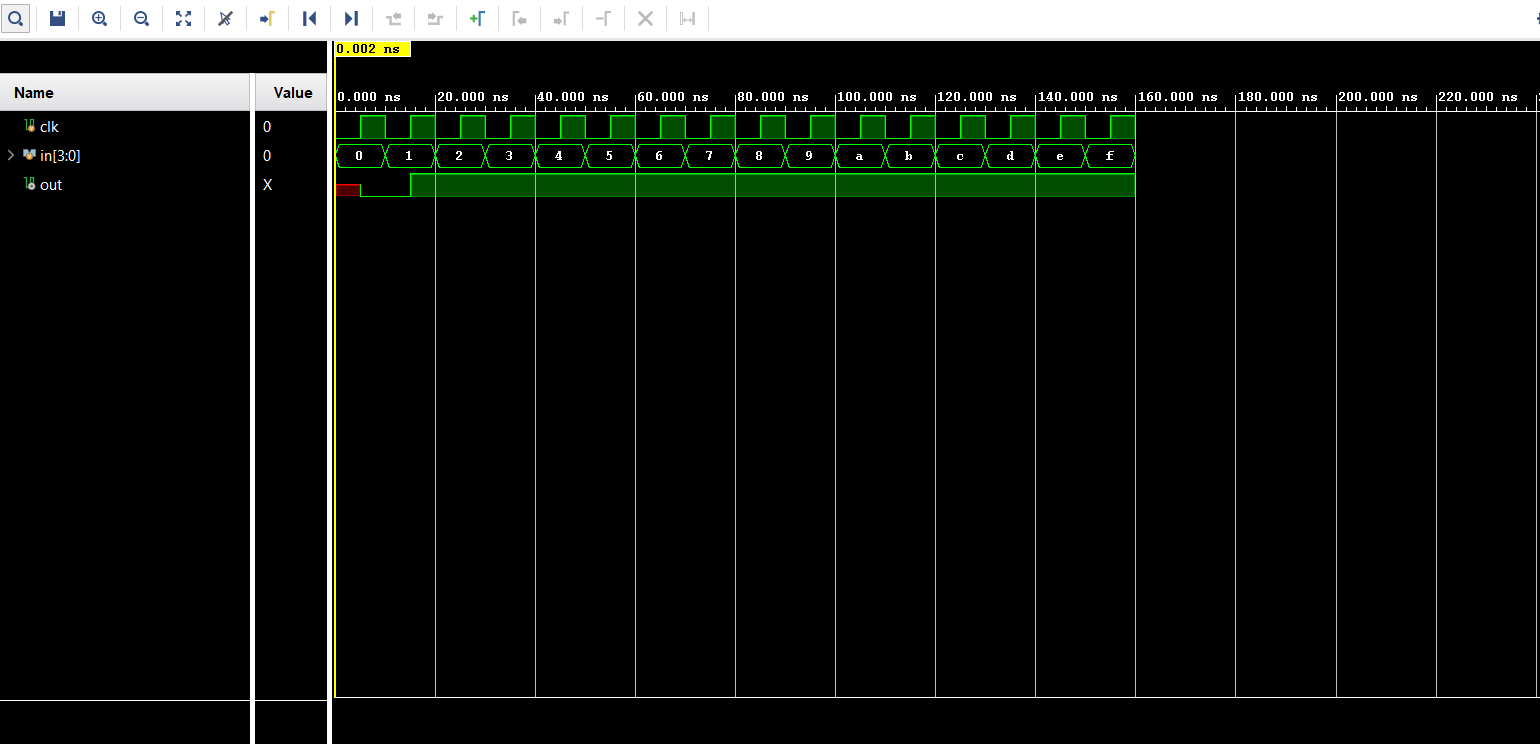 0.002 ns
Name Value
0.000 ns 20.000 ns 40.000 ns 60.000 ns 80.000 ns 100.000 ns 120.000 ns 140.000 ns 160.000 ns 180.000 ns 200.000 ns 220.000 ns
clk 0
in[3:0] 0 0 1 2 3 4 5 6 7 8 9 a b c d e f
out X